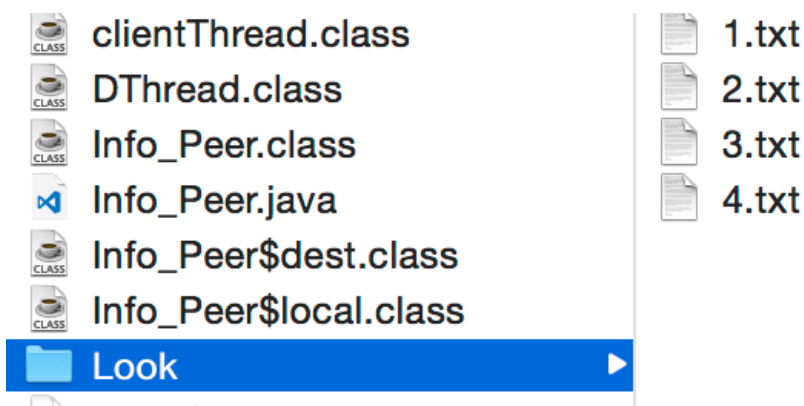 clientThread.class
DThread.class
Info_Peer.class
Info_Peer.java
Info_Peer$dest.class
Info_Peer$local.class
Look
1.txt
2.txt
3.txt
4.txt